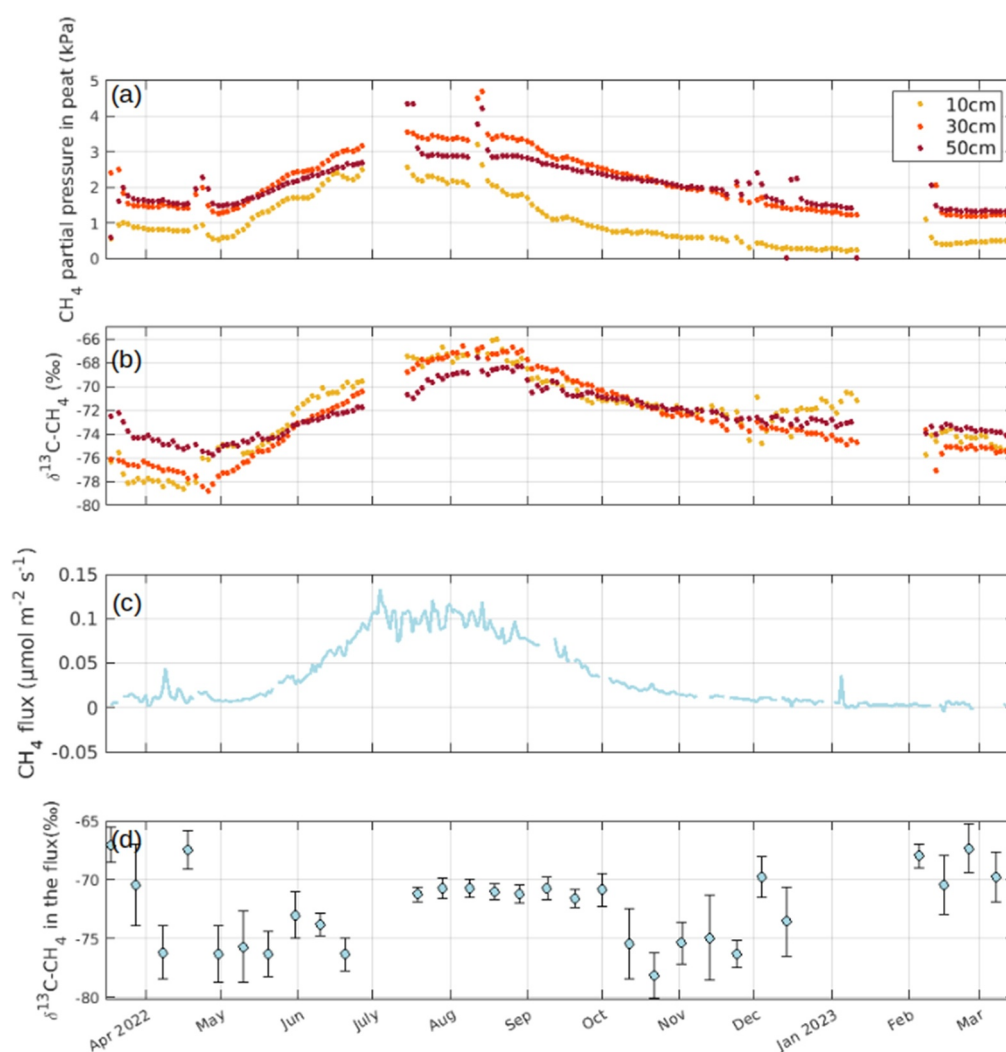 CH4 partial pressure in peat (kPa)
(a)
5
4
3
2
1
0
10cm
30cm
50cm
δ13C-CH4 (‰)
(b)
-66
-68
-70
-72
-74
-76
-78
-80
CH4 flux (μmol m-2 s-1)
(c)
0.15
0.1
0.05
0
-0.05
δ13C-CH4 in the flux(‰)
(d)
-65
-70
-75
-80
Apr 2022 May Jun July Aug Sep Oct Nov Dec Jan 2023 Feb Mar